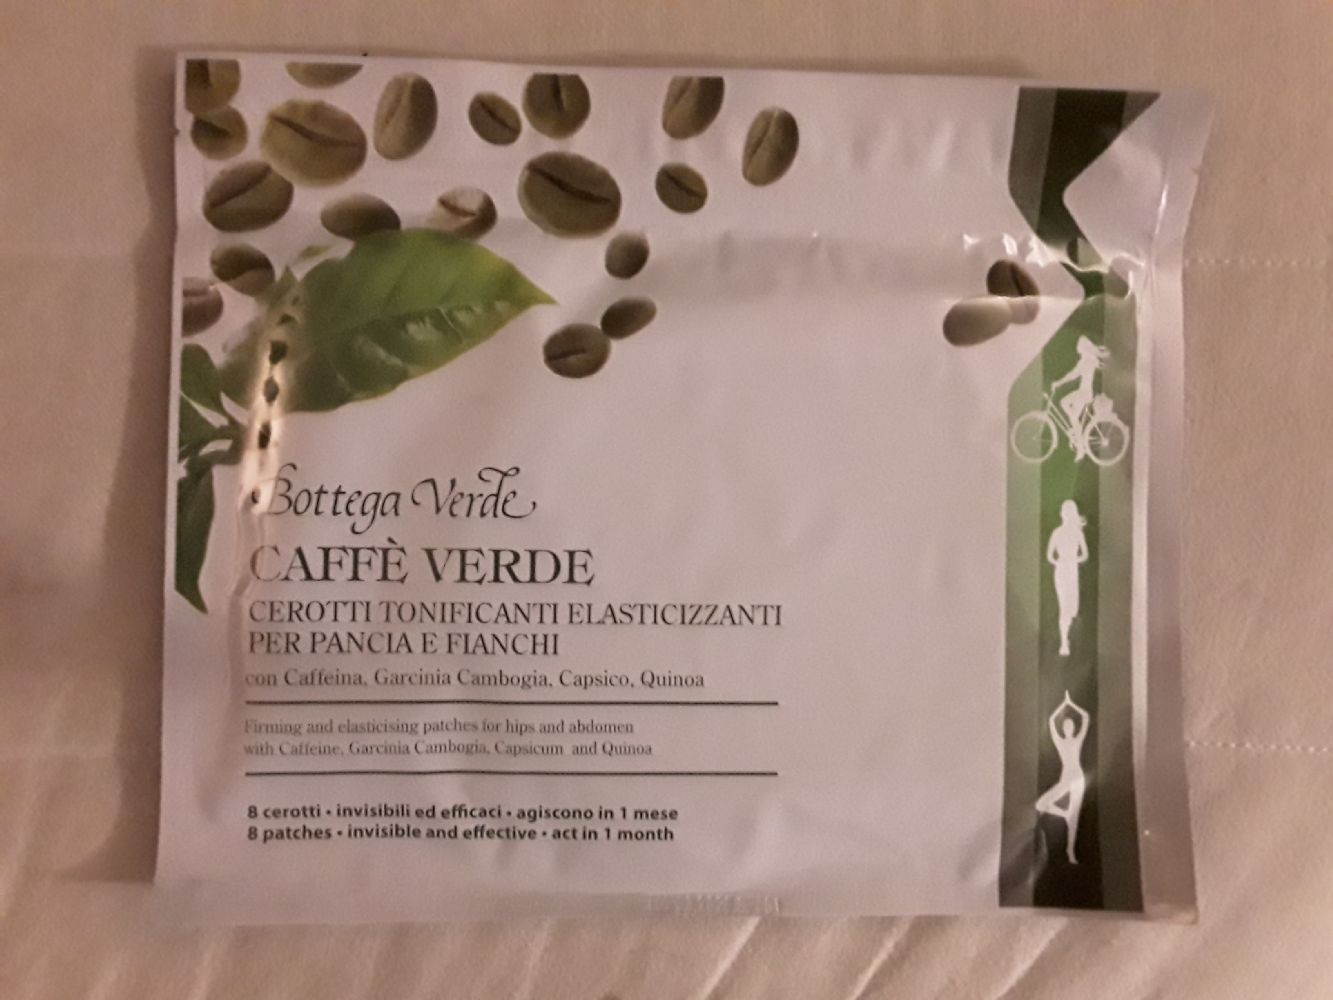 Bottega Verde
CAFFÈ VERDE
CEROTTI TONIFICANTI ELASTICIZZANTI
PER PANCIA E FIANCHI
con Caffeina, Garcinia Cambogia, Capsico, Quinoa
Firming and elasticising patches for hips and abdomen
with Caffeine, Garcinia Cambogia, Capsicum and Quinoa
8 cerotti • invisibili ed efficaci • agiscono in 1 mese
8 patches • invisible and effective • act in 1 month